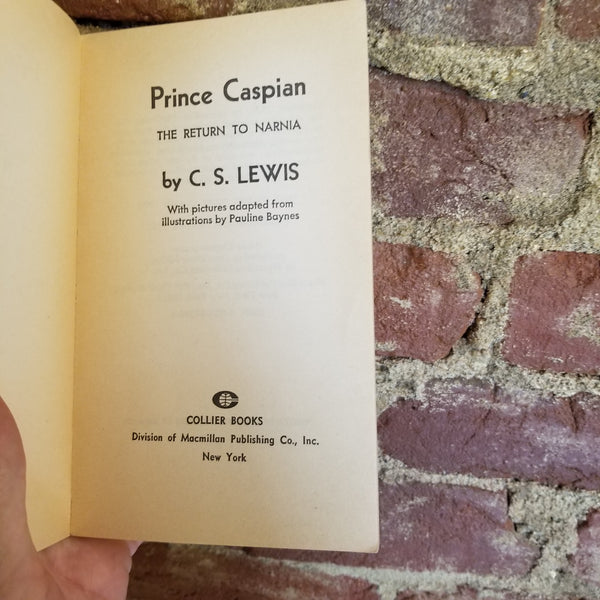 Prince Caspian
THE RETURN TO NARNIA
by C. S. LEWIS
With pictures adapted from
illustrations by Pauline Baynes
COLLIER BOOKS
Division of Macmillan Publishing Co., Inc.
New York